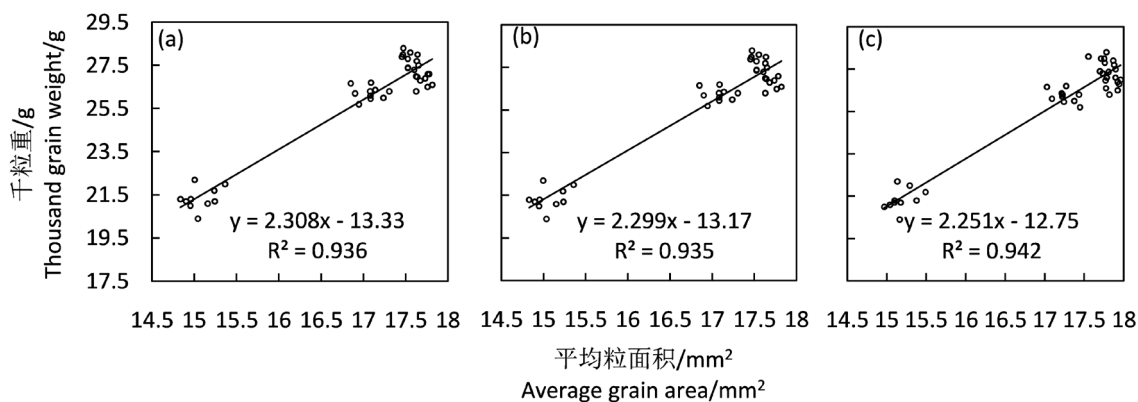 千粒重/g
Thousand grain weight/g
29.5
27.5
25.5
23.5
21.5
19.5
17.5
(a)
y = 2.308x - 13.33
R² = 0.936
14.5 15 15.5 16 16.5 17 17.5 18
(b)
y = 2.299x - 13.17
R² = 0.935
14.5 15 15.5 16 16.5 17 17.5 18
(c)
y = 2.251x - 12.75
R² = 0.942
14.5 15 15.5 16 16.5 17 17.5 18
平均粒面积/mm²
Average grain area/mm²